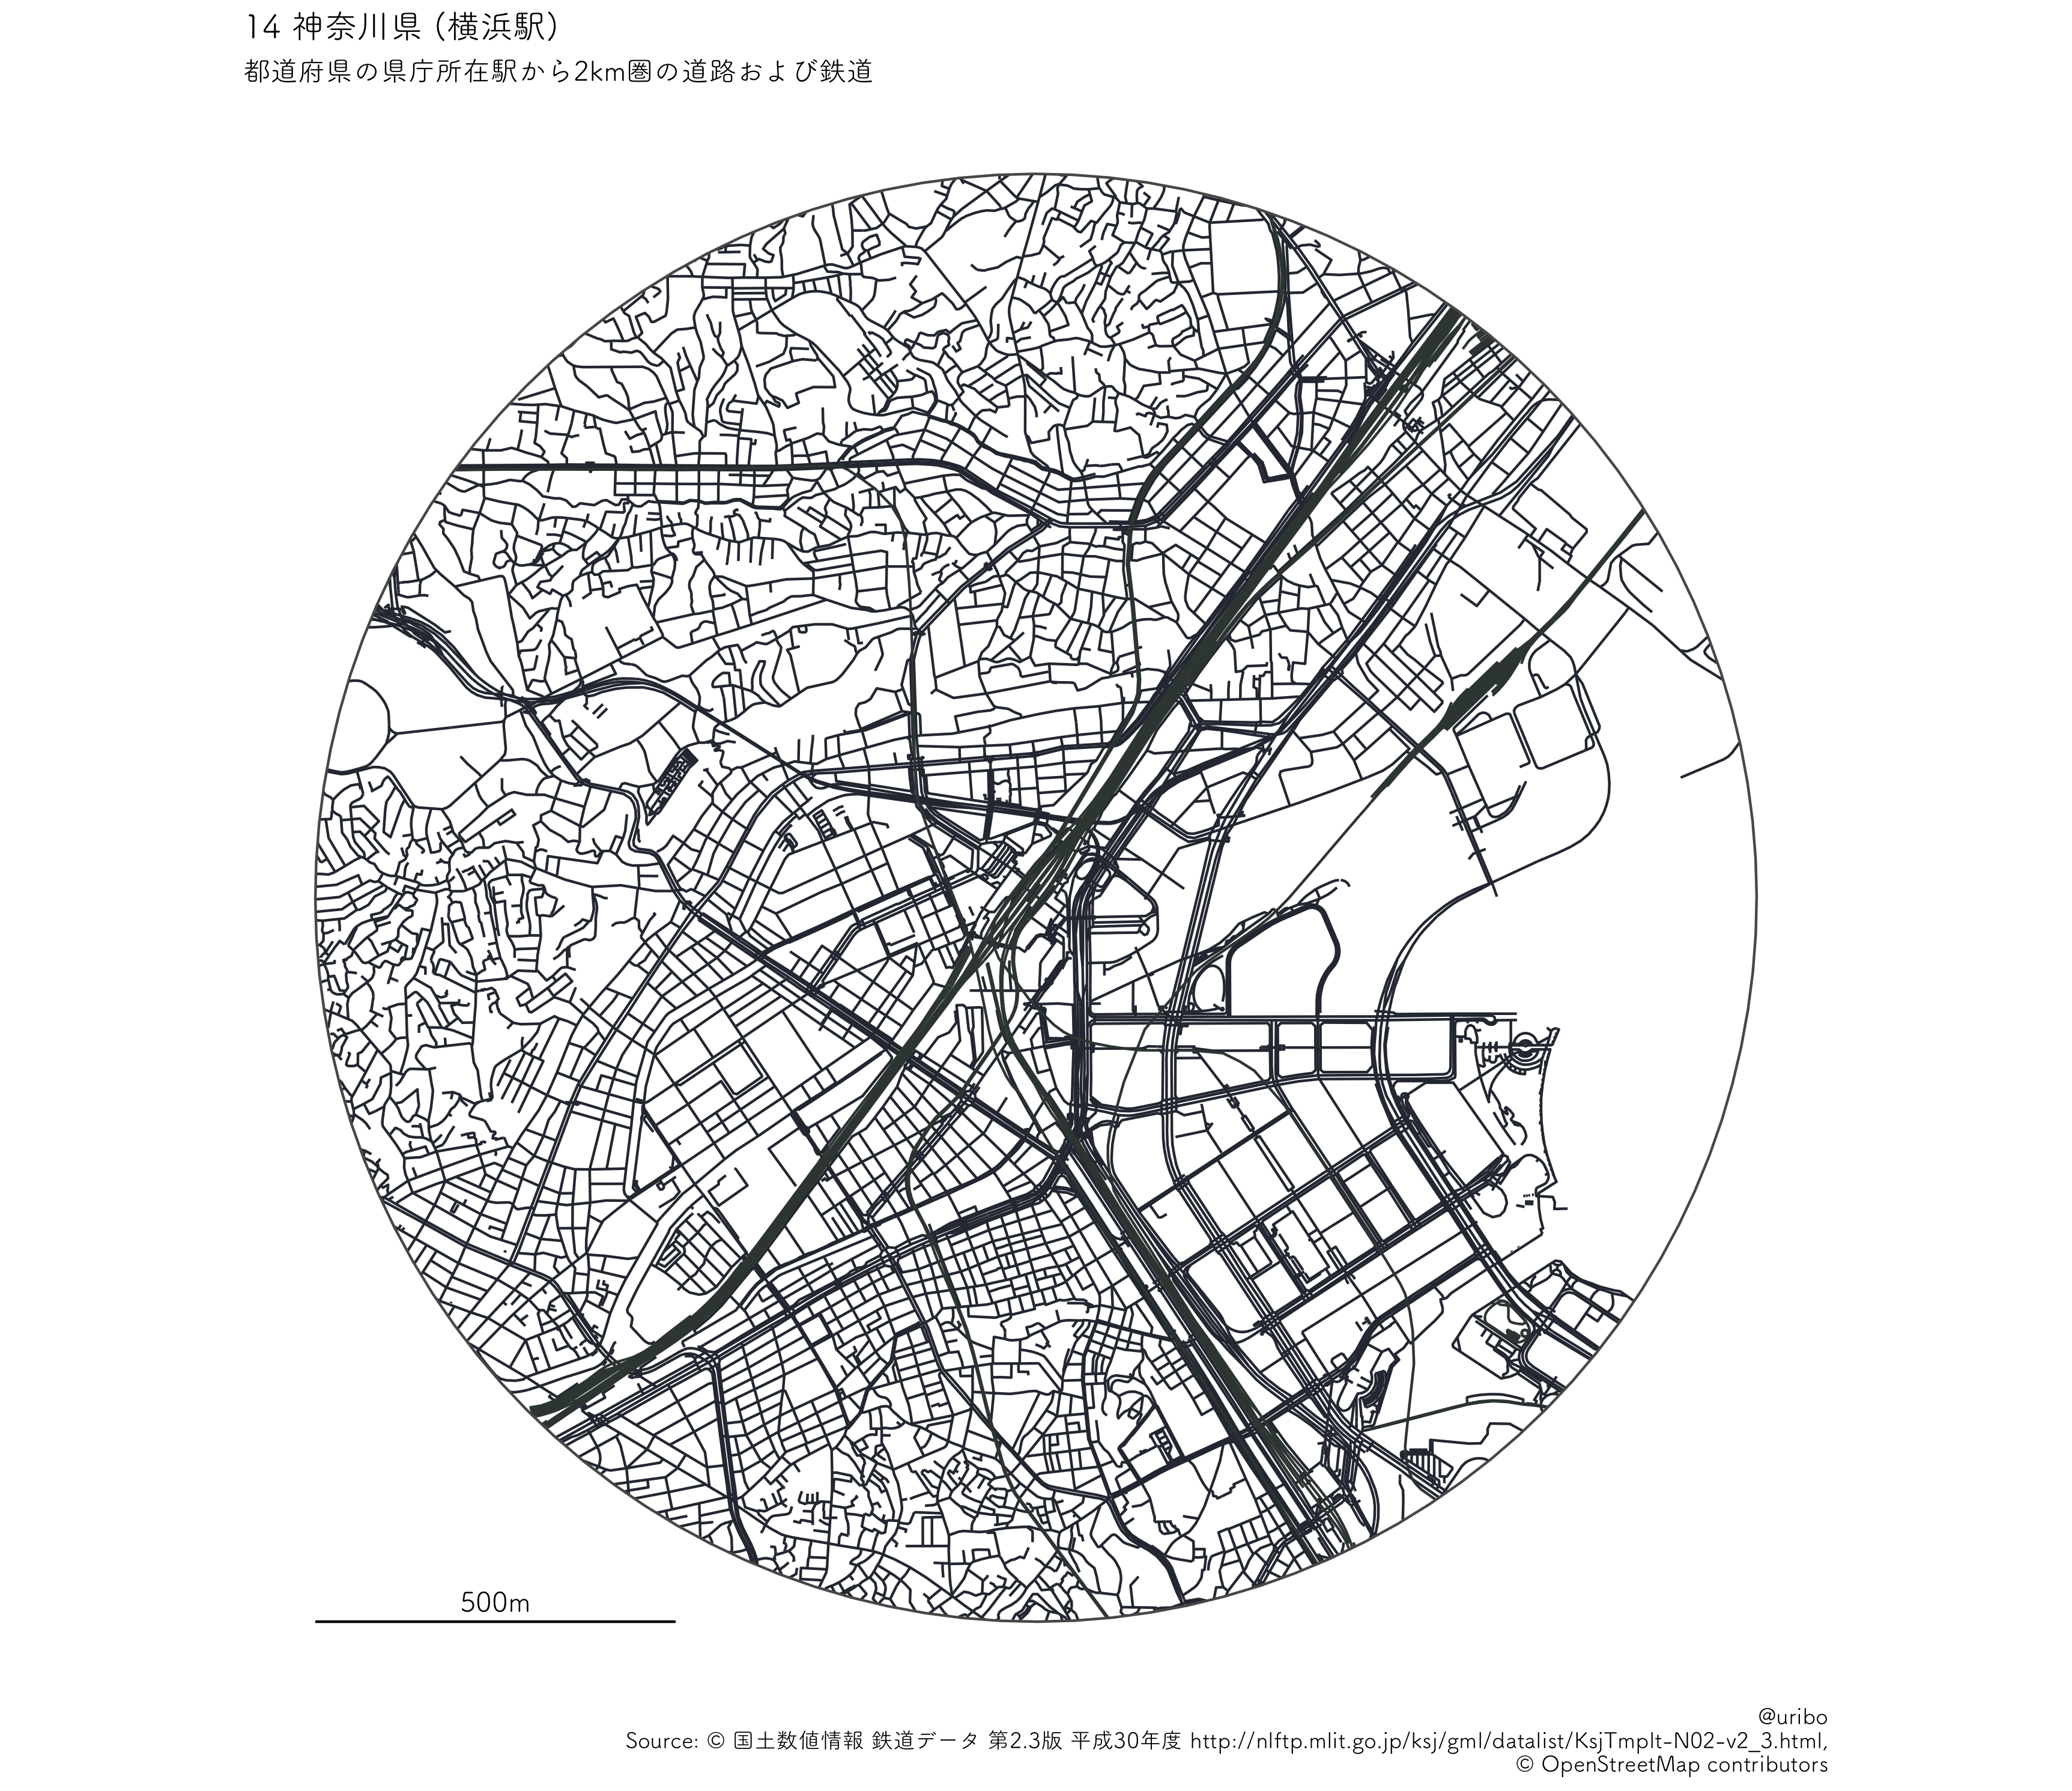 14 神奈川県 (横浜駅)
都道府県の県庁所在駅から2km圏の道路および鉄道
500m
@uribo
Source: © 国土数値情報 鉄道データ 第2.3版 平成30年度 http://nlftp.mlit.go.jp/ksj/gml/datalist/KsjTmplt-N02-v2_3.html,
© OpenStreetMap contributors